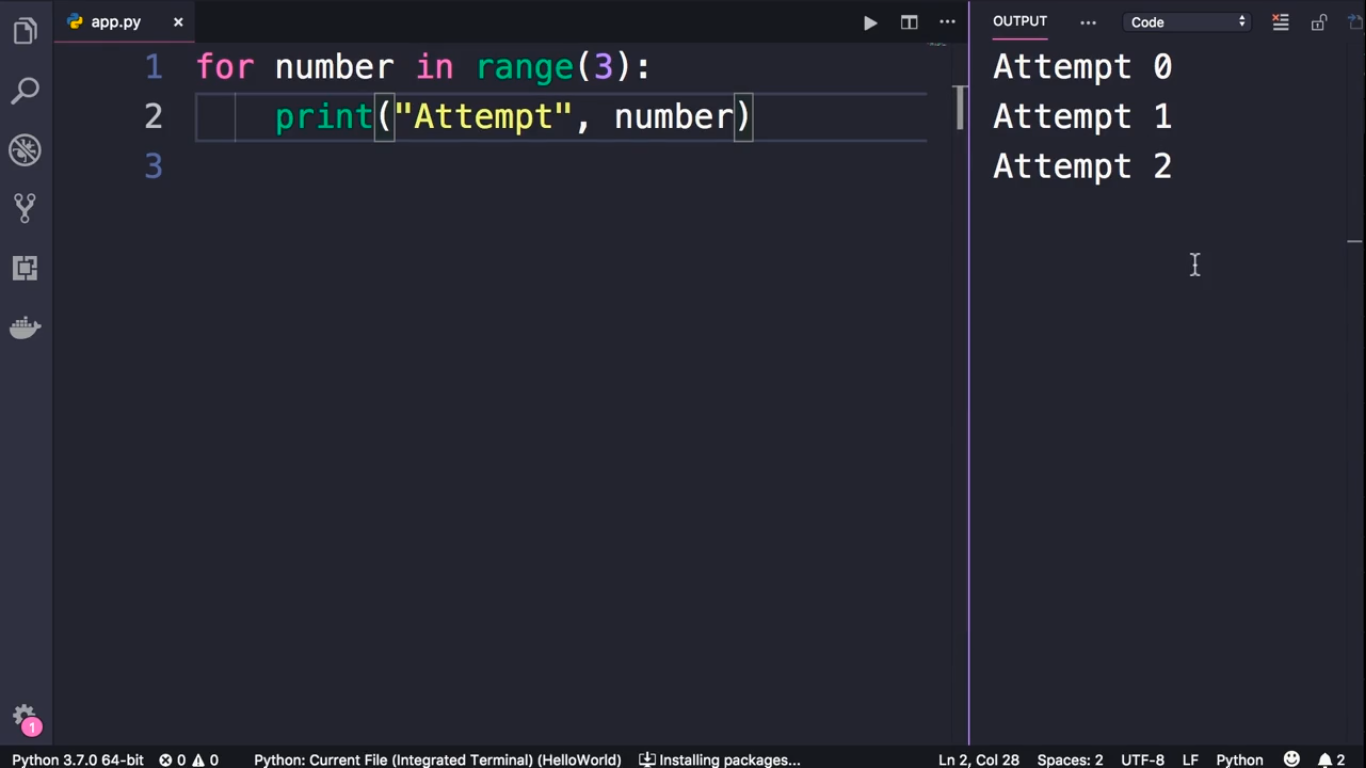 app.py
OUTPUT
Code
1 for number in range(3):
2 print("Attempt", number)
3
Attempt 0
Attempt 1
Attempt 2
1
Python 3.7.0 64-bit 0 0 Python: Current File (Integrated Terminal) (HelloWorld) Installing packages... Ln 2, Col 28 Spaces: 2 UTF-8 LF Python 2